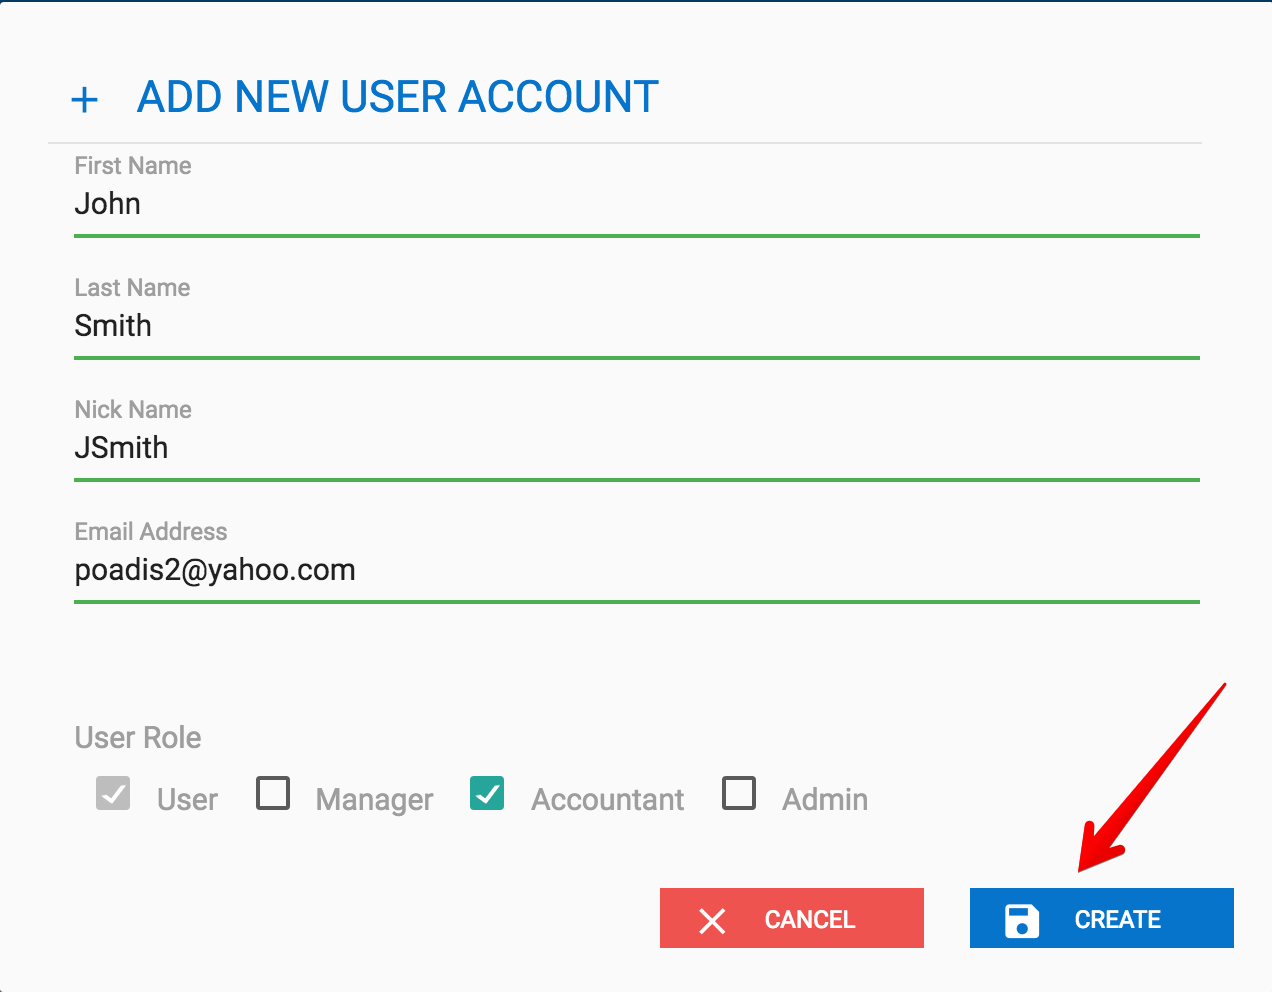 ADD NEW USER ACCOUNT
First Name
John
Last Name
Smith
Nick Name
JSmith
Email Address
poadis2@yahoo.com
User Role
User Manager Accountant Admin
CANCEL CREATE